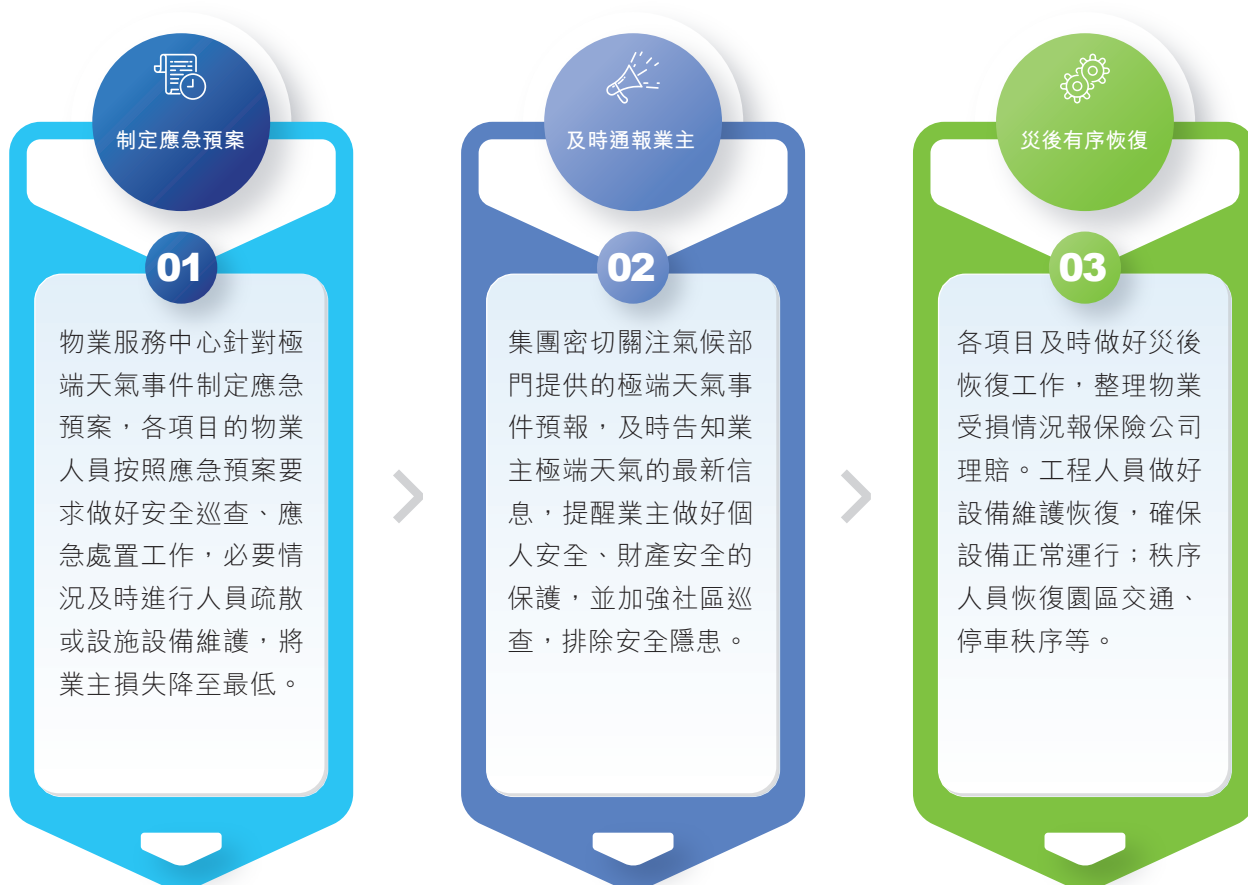 制定應急預案
01
物業服務中心針對極
端天氣事件制定應急
預案，各項目的物業
人員按照應急預案要
求做好安全巡查、應
急處置工作，必要情
況及時進行人員疏散
或設施設備維護，將
業主損失降至最低。
及時通報業主
02
集團密切關注氣候部
門提供的極端天氣事
件預報，及時告知業
主極端天氣的最新信
息，提醒業主做好個
人安全、財產安全的
保護，並加強社區巡
查，排除安全隱患。
災後有序恢復
03
各項目及時做好災後
恢復工作，整理物業
受損情況報保險公司
理賠。工程人員做好
設備維護恢復，確保
設備正常運行；秩序
人員恢復園區交通、
停車秩序等。